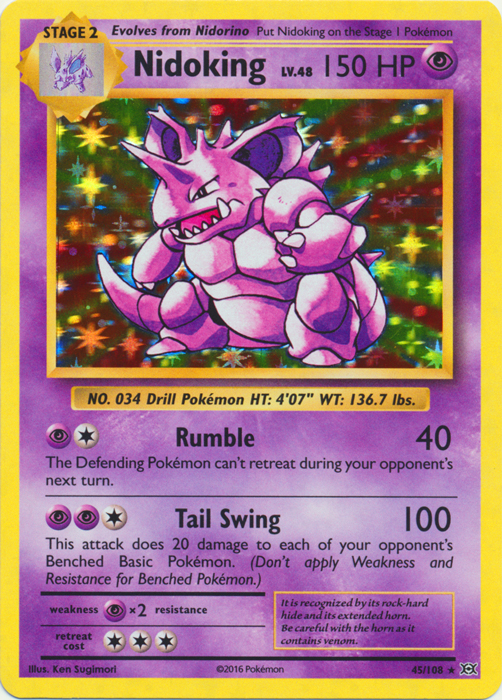 STAGE 2 Evolves from Nidorino Put Nidoking on the Stage 1 Pokémon
Nidoking LV.48 150 HP
NO. 034 Drill Pokémon HT: 4'07" WT: 136.7 lbs.
Rumble 40
The Defending Pokémon can't retreat during your opponent's
next turn.
Tail Swing 100
This attack does 20 damage to each of your opponent's
Benched Basic Pokémon. (Don't apply Weakness and
Resistance for Benched Pokémon.)
weakness ×2 resistance
retreat
cost
It is recognized by its rock-hard
hide and its extended horn.
Be careful with the horn as it
contains venom.
Illus. Ken Sugimori ©2016 Pokémon 45/108 ★